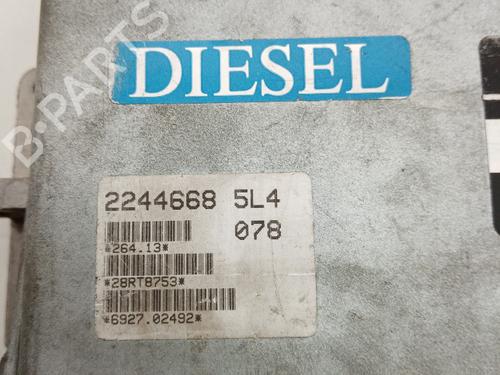 DIESEL
B-PARTS
2244668 5L4
078
*264.13*
*28RT8753*
*6927.02492*